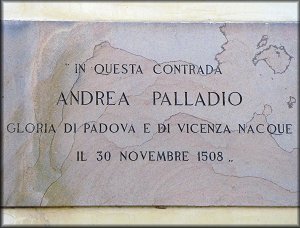 "IN QUESTA CONTRADA
ANDREA PALLADIO
GLORIA DI PADOVA E DI VICENZA NACQUE
IL 30 NOVEMBRE 1508„